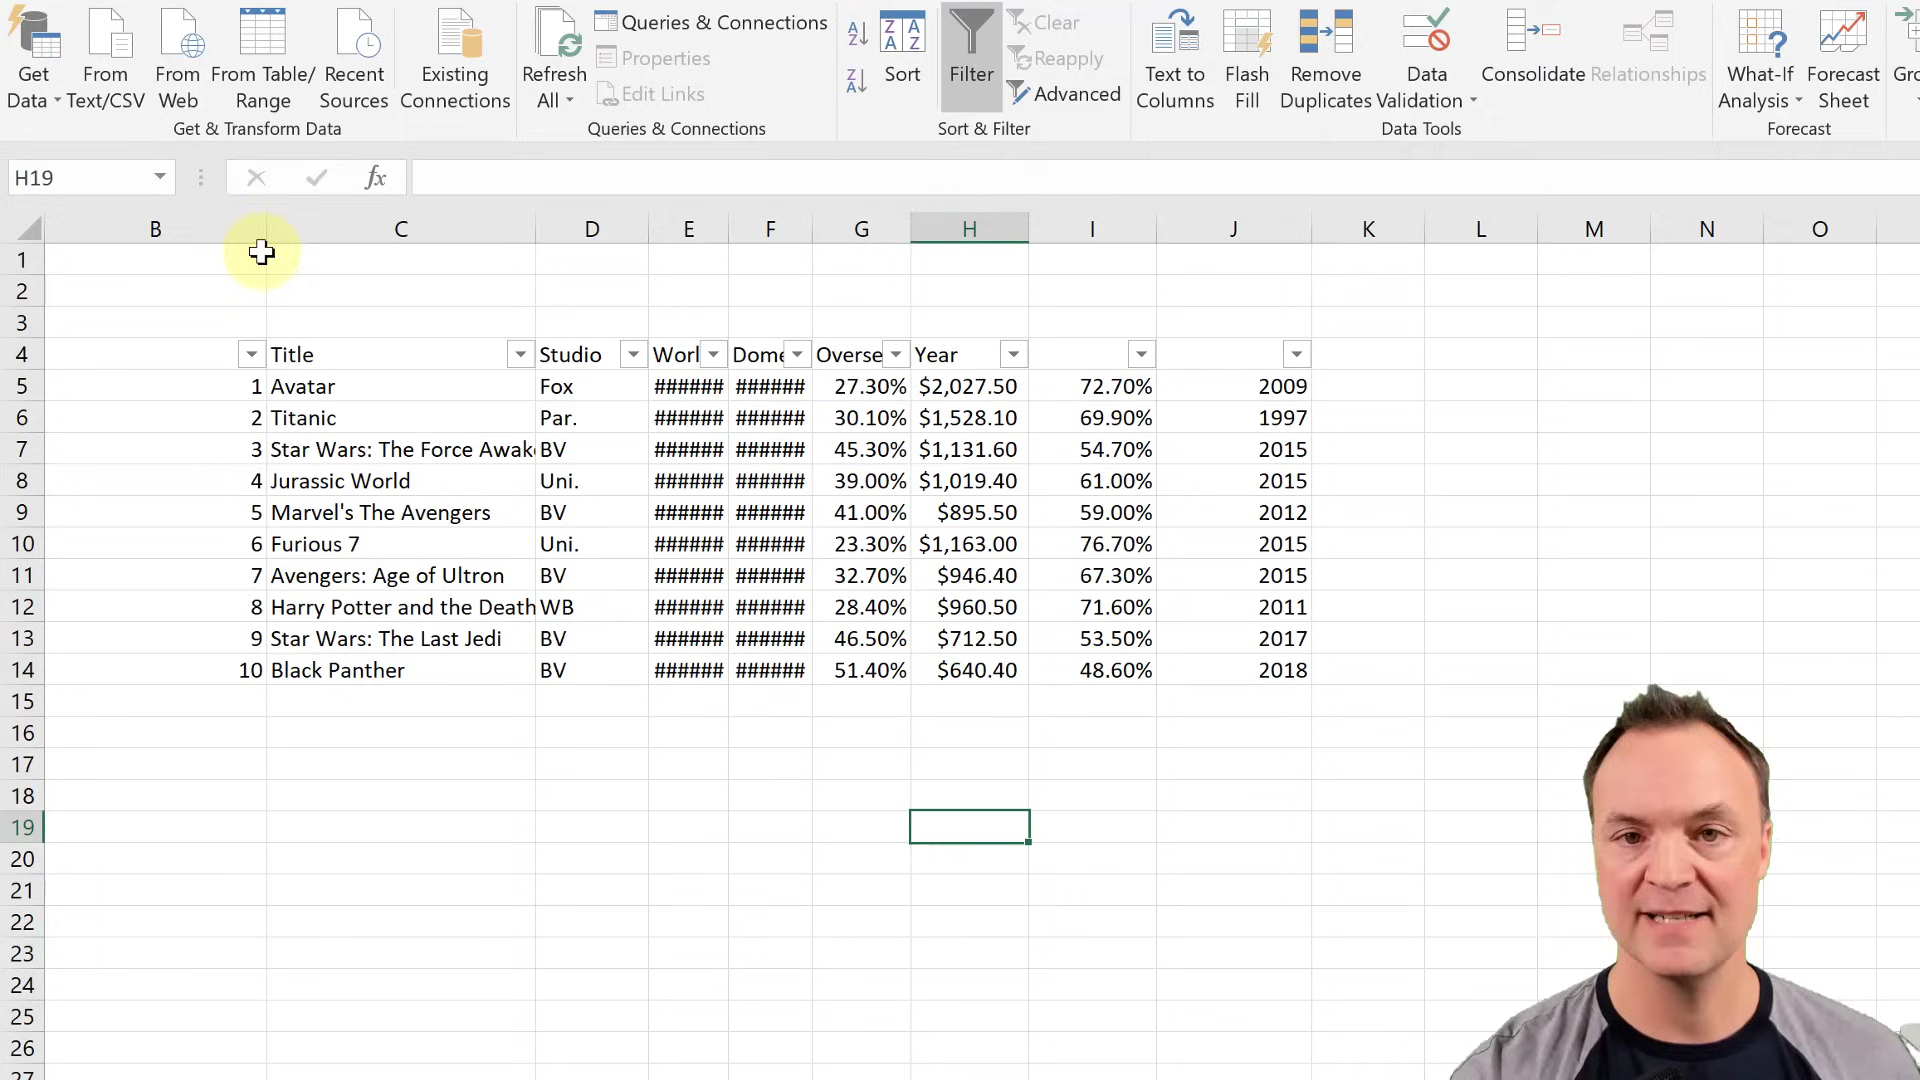 Get Data
From Text/CSV
From Web
From Table/ Range
Recent Sources
Existing Connections
Get & Transform Data
Refresh All
Queries & Connections
Properties
Edit Links
Queries & Connections
Sort
Filter
Clear
Reapply
Advanced
Sort & Filter
Text to Columns
Flash Fill
Remove Duplicates
Data Validation
Consolidate
Relationships
Data Tools
What-If Analysis
Forecast Sheet
Forecast
H19
fx
B C D E F G H I J K L M N O
1
2
3
4 Title Studio Worl Dome Overse Year
5 1 Avatar Fox ###### ###### 27.30% $2,027.50 72.70% 2009
6 2 Titanic Par. ###### ###### 30.10% $1,528.10 69.90% 1997
7 3 Star Wars: The Force Awak BV ###### ###### 45.30% $1,131.60 54.70% 2015
8 4 Jurassic World Uni. ###### ###### 39.00% $1,019.40 61.00% 2015
9 5 Marvel's The Avengers BV ###### ###### 41.00% $895.50 59.00% 2012
10 6 Furious 7 Uni. ###### ###### 23.30% $1,163.00 76.70% 2015
11 7 Avengers: Age of Ultron BV ###### ###### 32.70% $946.40 67.30% 2015
12 8 Harry Potter and the Death WB ###### ###### 28.40% $960.50 71.60% 2011
13 9 Star Wars: The Last Jedi BV ###### ###### 46.50% $712.50 53.50% 2017
14 10 Black Panther BV ###### ###### 51.40% $640.40 48.60% 2018
15
16
17
18
19
20
21
22
23
24
25
26
27